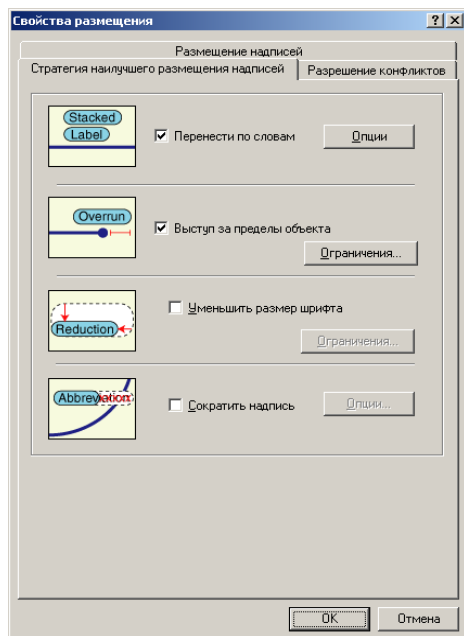 Свойства размещения
Размещение надписей
Стратегия наилучшего размещения надписей
Разрешение конфликтов
Stacked
Label
Перенести по словам
Опции
Overrun
Выступ за пределы объекта
Ограничения...
Reduction
Уменьшить размер шрифта
Ограничения...
Abbreviation
Сократить надпись
Опции...
OK
Отмена